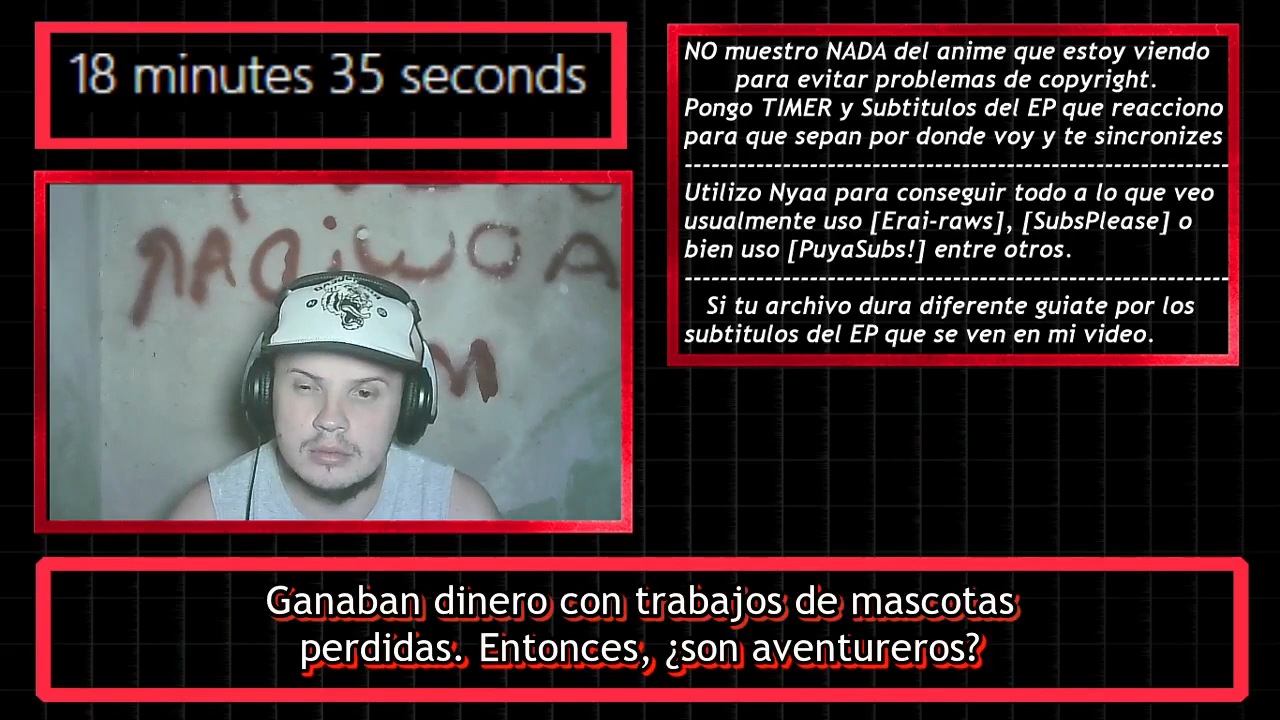 18 minutes 35 seconds
NO muestro NADA del anime que estoy viendo
para evitar problemas de copyright.
Pongo TIMER y Subtitulos del EP que reacciono
para que sepan por donde voy y te sincronizes
Utilizo Nyaa para conseguir todo a lo que veo
usualmente uso [Erai-raws], [SubsPlease] o
bien uso [PuyaSubs!] entre otros.
Si tu archivo dura diferente guiate por los
subtitulos del EP que se ven en mi video.
Ganaban dinero con trabajos de mascotas
perdidas. Entonces, ¿son aventureros?